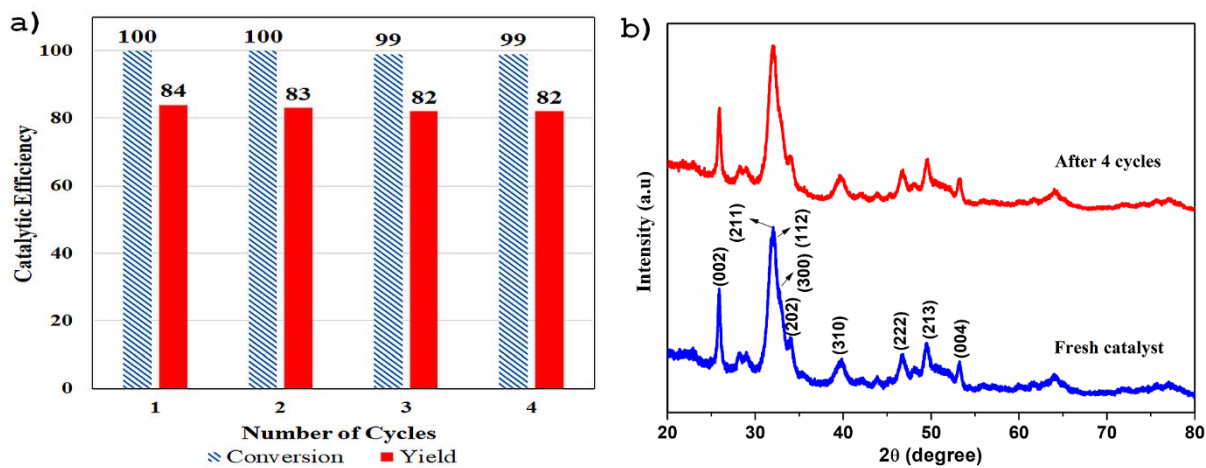 a)
100 100 99 99
100
84 83 82 82
80
60
40
20
0
Catalytic Efficiency
1 2 3 4
Number of Cycles
Conversion Yield
b)
After 4 cycles
(002)
(211)
(112)
(300)
(202)
(310)
(222)
(213)
(004)
Fresh catalyst
Intensity (a.u)
20 30 40 50 60 70 80
2θ (degree)